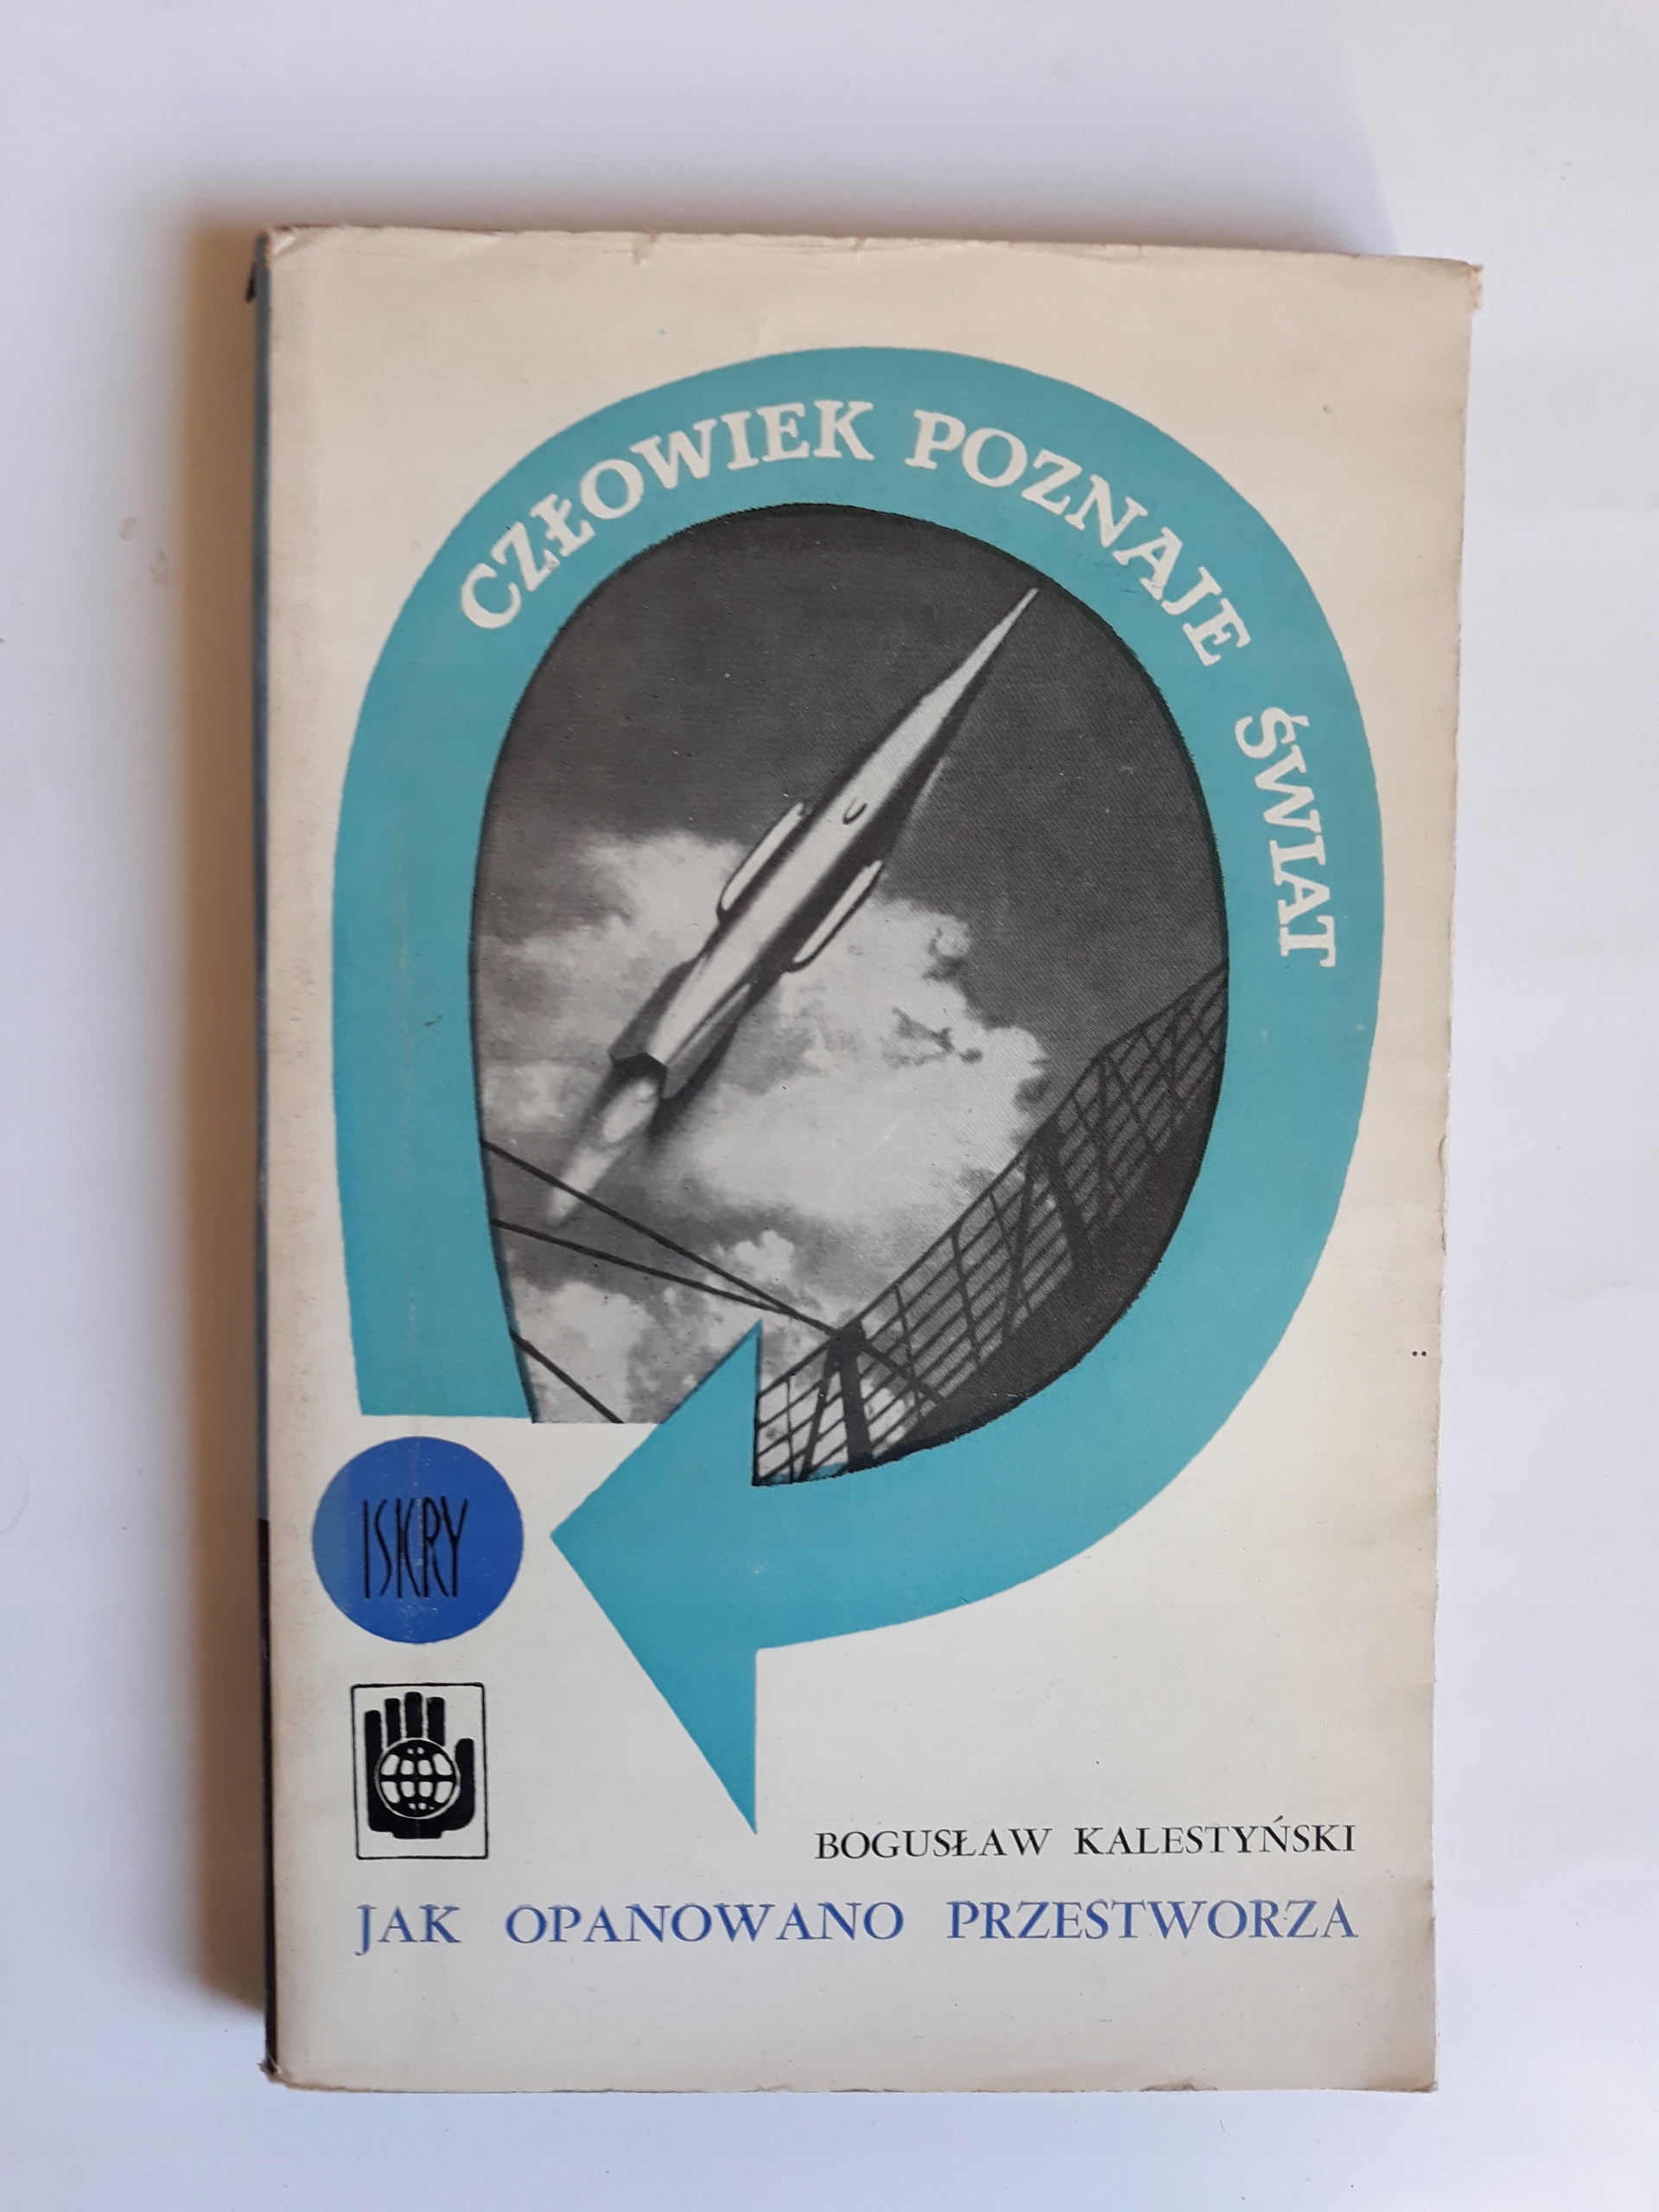 CZŁOWIEK POZNAJE ŚWIAT
ISKRY
BOGUSŁAW KALESTYŃSKI
JAK OPANOWANO PRZESTWORZA